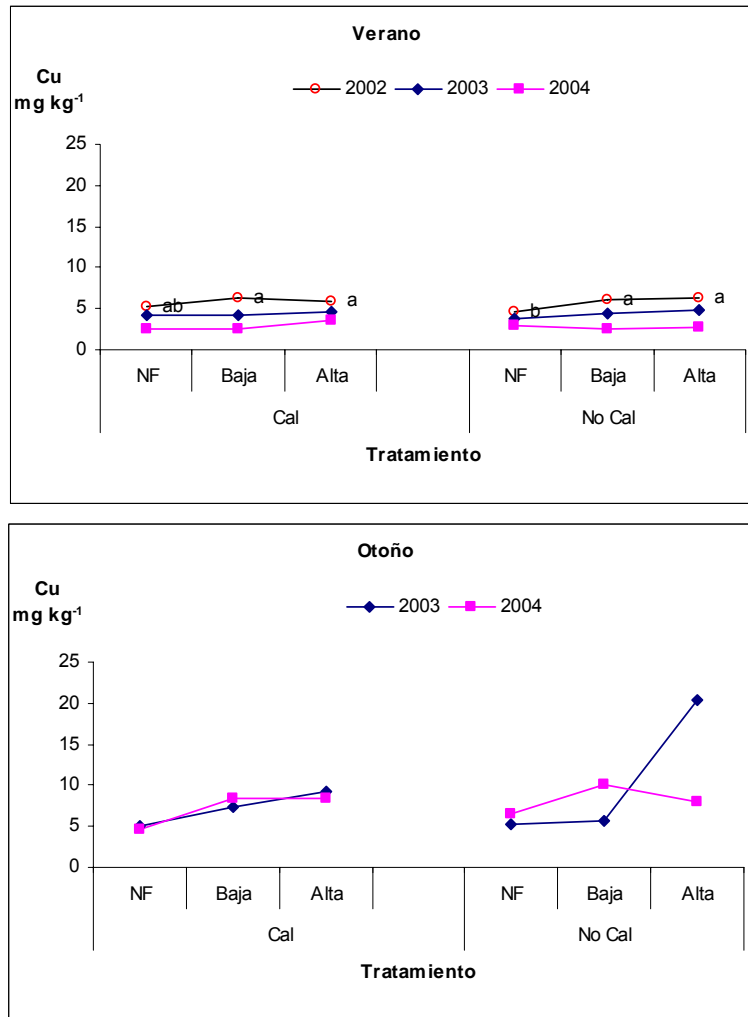 Verano
Cu
mg kg-1
2002 2003 2004
25
20
15
10
5
0
ab a a b a a
NF Baja Alta NF Baja Alta
Cal No Cal
Tratamiento
Otoño
Cu
mg kg-1
2003 2004
25
20
15
10
5
0
NF Baja Alta NF Baja Alta
Cal No Cal
Tratamiento